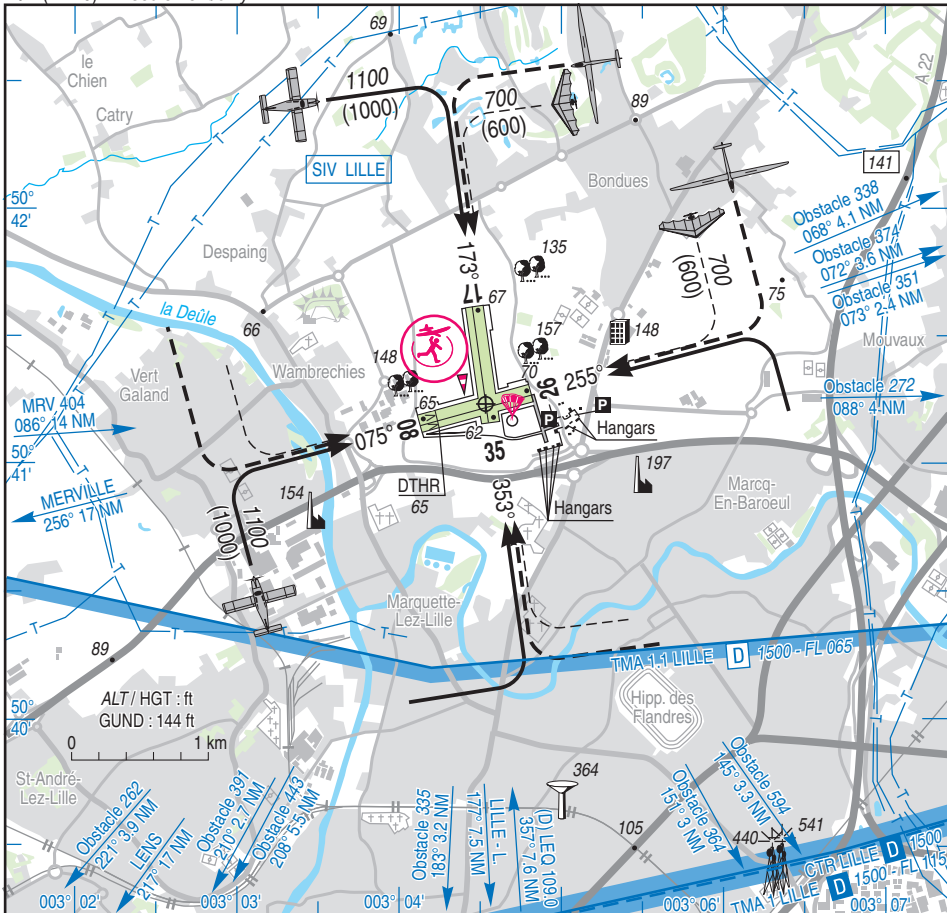 69
le
Chien
Catry
1100
(1000)
700
(600)
89
A 22
SIV LILLE
141
50°
42'
Bondues
Despaing
Obstacle 338
068° 4.1 NM
Obstacle 374
072° 3.6 NM
Obstacle 351
073° 2.4 NM
173°
17
67
135
700
(600)
75
la Deûle
66
157
148
Mouvaux
Vert
Galand
Wambrechies
148
70
255°
26
Obstacle 272
088° 4 NM
MRV 404
086° 14 NM
65
P
P
Hangars
075°
08
62
35
50°
41'
MERVILLE
256° 17 NM
DTHR
65
154
197
Marcq-
En-Baroeul
353°
Hangars
1100
(1000)
Marquette-
Lez-Lille
89
TMA 1.1 LILLE D 1500 - FL 065
ALT / HGT : ft
GUND : 144 ft
0 1 km
Hipp. des
Flandres
50°
40'
St-André-
Lez-Lille
364
Obstacle 262
221° 3.9 NM
LENS
217° 17 NM
Obstacle 391
210° 2.7 NM
Obstacle 443
208° 5.5 NM
Obstacle 335
183° 3.2 NM
LILLE - L.
177° 7.5 NM
(D) LEQ 109.0
357° 7.6 NM
105
Obstacle 364
151° 3 NM
Obstacle 594
145° 3.3 NM
440
541
CTR LILLE D 1500
TMA 1 LILLE D 1500 - FL 115
003° 02'
003° 03'
003° 04'
003° 06'
003° 07'